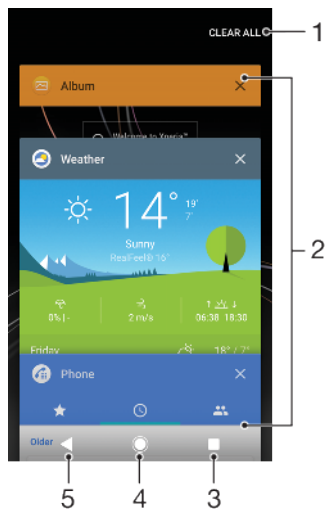 CLEAR ALL
1
Album
Welcome to Xperia™
2
Weather
14° 19°
7°
Sunny
RealFeel® 16°
0% | -
2 m/s
06:38 18:30
Friday
18° / 7°
Phone
Older
5
4
3